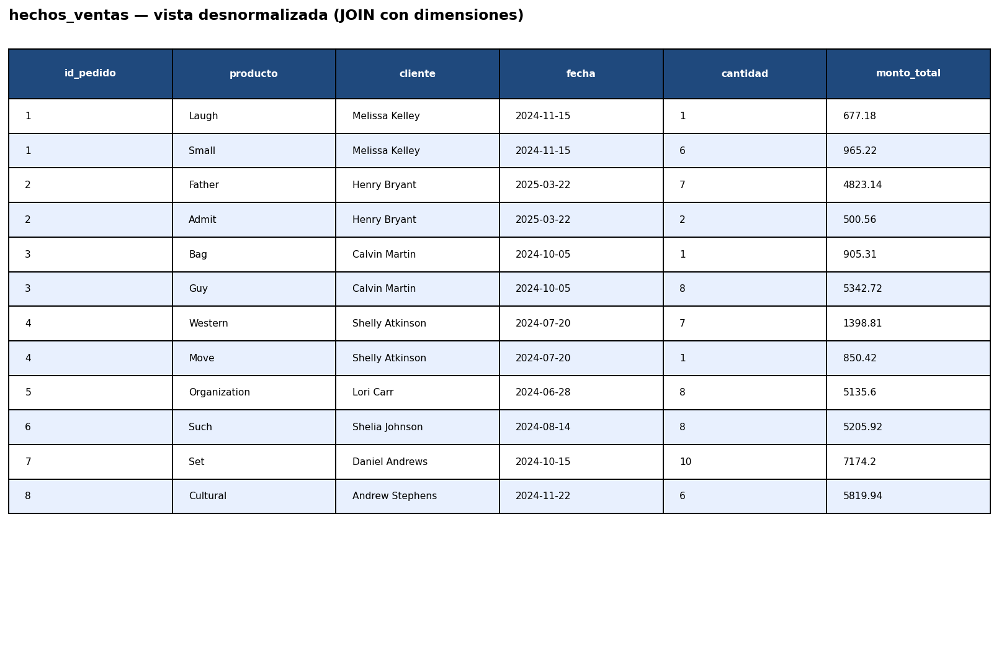 hechos_ventas — vista desnormalizada (JOIN con dimensiones)
id_pedido producto cliente fecha cantidad monto_total
1 Laugh Melissa Kelley 2024-11-15 1 677.18
1 Small Melissa Kelley 2024-11-15 6 965.22
2 Father Henry Bryant 2025-03-22 7 4823.14
2 Admit Henry Bryant 2025-03-22 2 500.56
3 Bag Calvin Martin 2024-10-05 1 905.31
3 Guy Calvin Martin 2024-10-05 8 5342.72
4 Western Shelly Atkinson 2024-07-20 7 1398.81
4 Move Shelly Atkinson 2024-07-20 1 850.42
5 Organization Lori Carr 2024-06-28 8 5135.6
6 Such Shelia Johnson 2024-08-14 8 5205.92
7 Set Daniel Andrews 2024-10-15 10 7174.2
8 Cultural Andrew Stephens 2024-11-22 6 5819.94